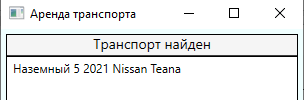 Аренда транспорта
Транспорт найден
Наземный 5 2021 Nissan Teana